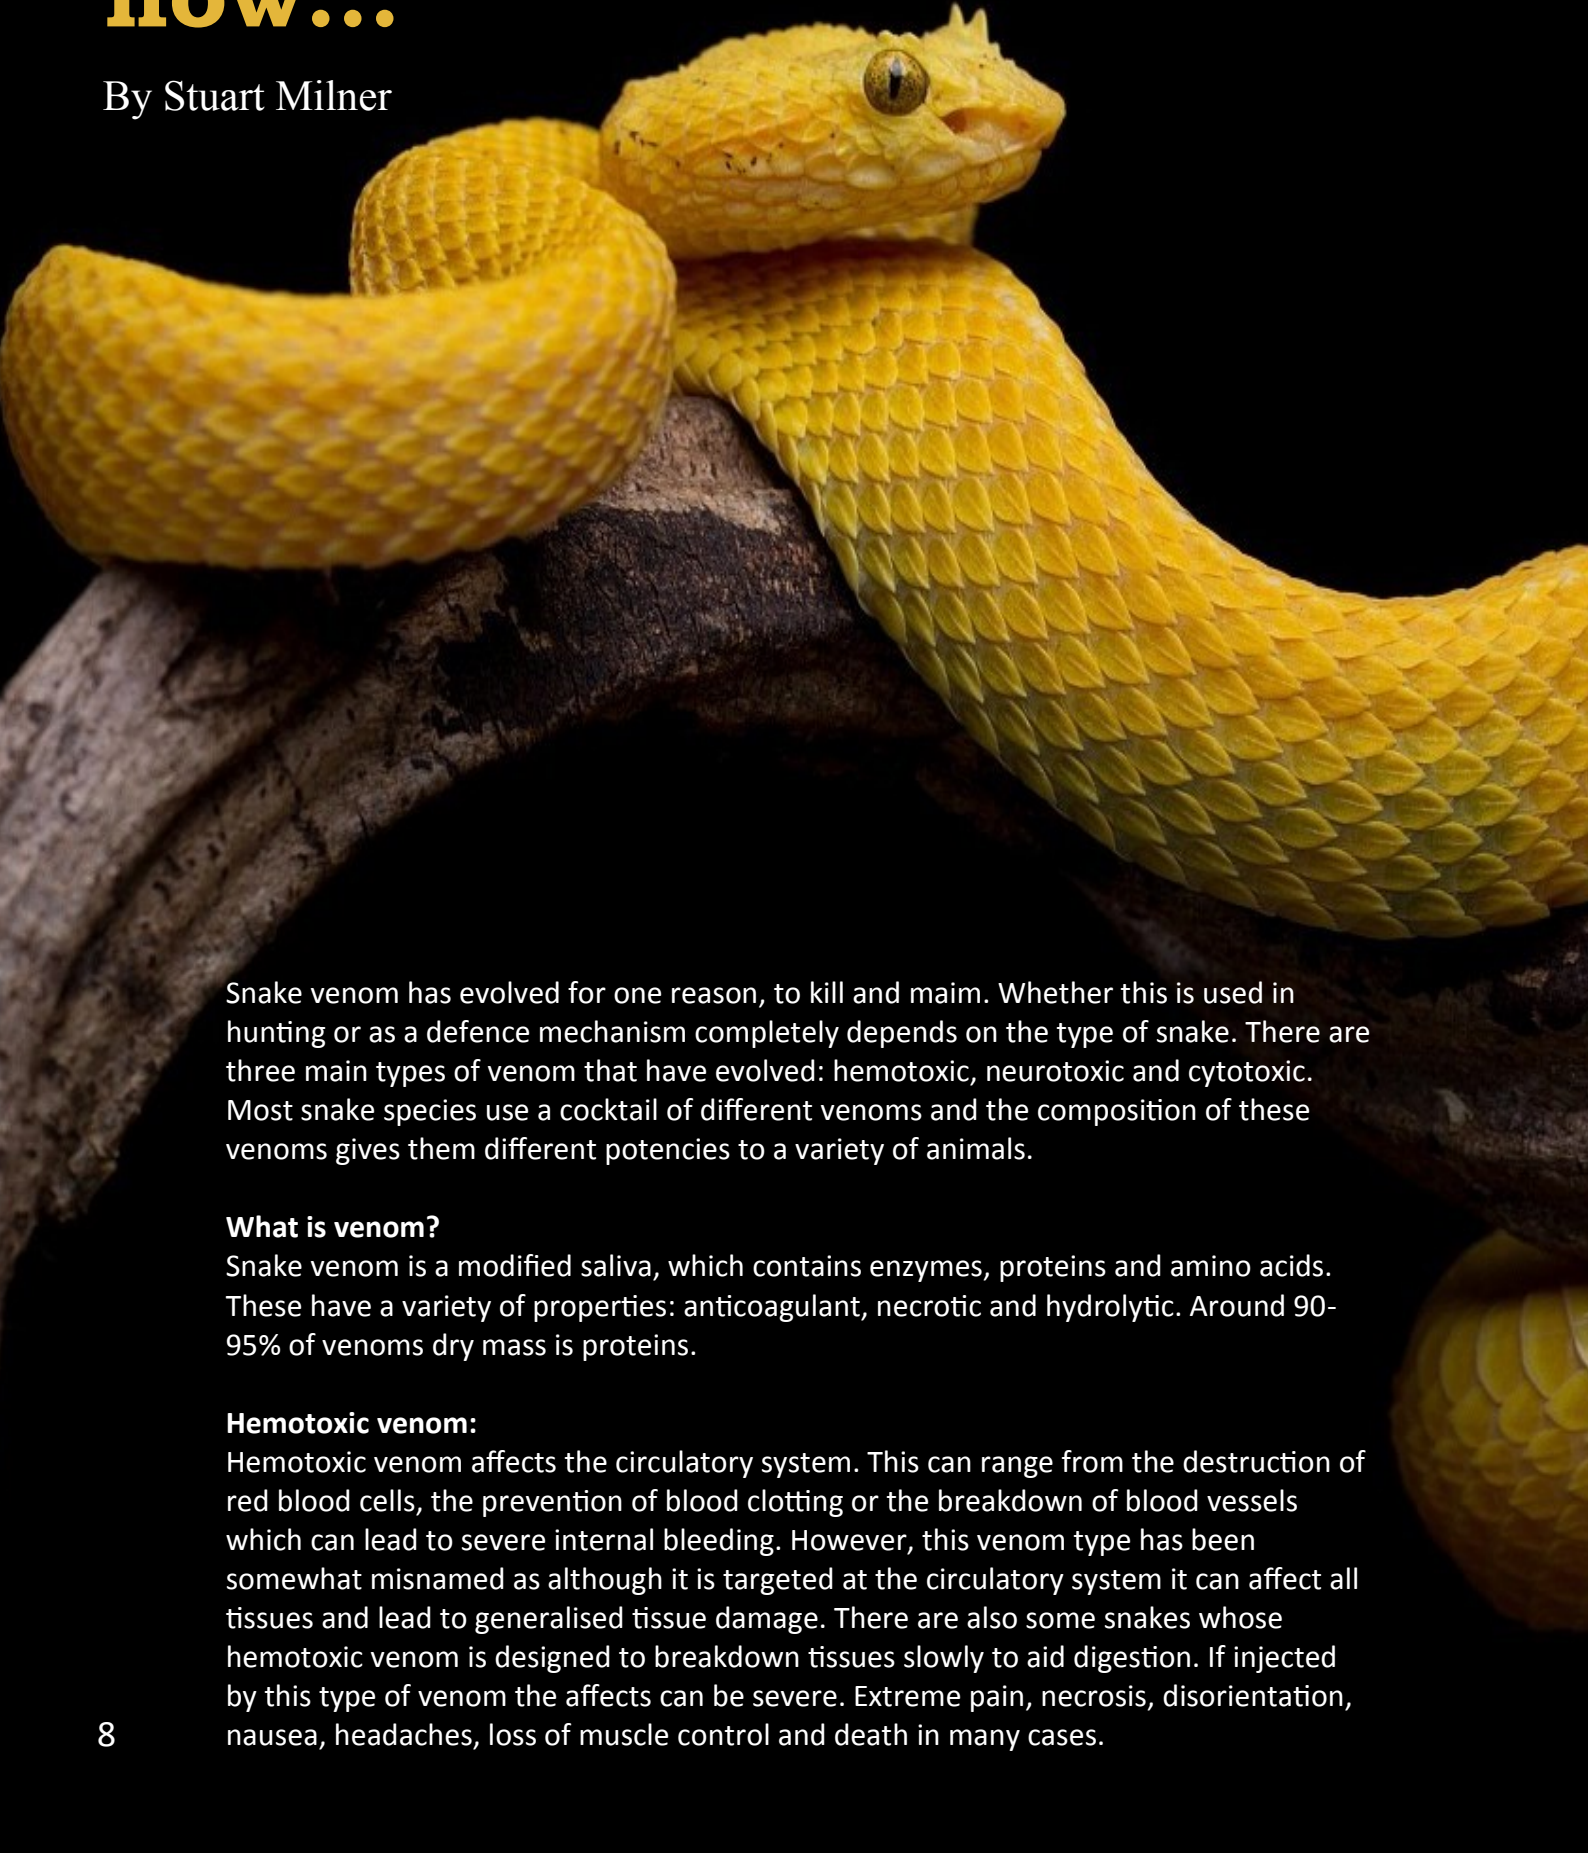 By Stuart Milner
Snake venom has evolved for one reason, to kill and maim. Whether this is used in
hunting or as a defence mechanism completely depends on the type of snake. There are
three main types of venom that have evolved: hemotoxic, neurotoxic and cytotoxic.
Most snake species use a cocktail of different venoms and the composition of these
venoms gives them different potencies to a variety of animals.
What is venom?
Snake venom is a modified saliva, which contains enzymes, proteins and amino acids.
These have a variety of properties: anticoagulant, necrotic and hydrolytic. Around 90-
95% of venoms dry mass is proteins.
Hemotoxic venom:
Hemotoxic venom affects the circulatory system. This can range from the destruction of
red blood cells, the prevention of blood clotting or the breakdown of blood vessels
which can lead to severe internal bleeding. However, this venom type has been
somewhat misnamed as although it is targeted at the circulatory system it can affect all
tissues and lead to generalised tissue damage. There are also some snakes whose
hemotoxic venom is designed to breakdown tissues slowly to aid digestion. If injected
by this type of venom the affects can be severe. Extreme pain, necrosis, disorientation,
nausea, headaches, loss of muscle control and death in many cases.
8